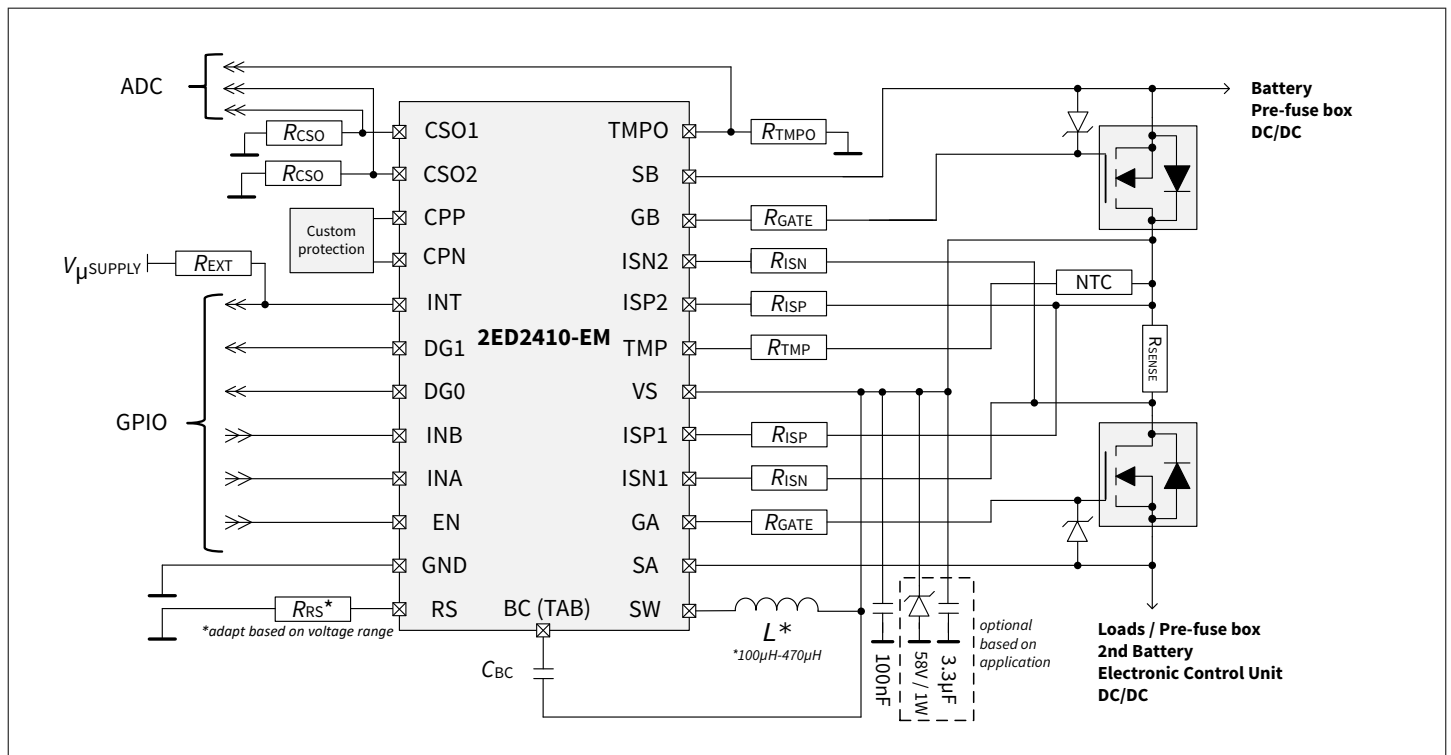 ADC
Battery
Pre-fuse box
DC/DC
CSO1
TMPO
RCSO
RTMPO
CSO2
SB
RCSO
CPP
GB
RGATE
Custom
protection
CPN
ISN2
RISN
VµSUPPLY
REXT
NTC
INT
ISP2
RISP
2ED2410-EM
DG1
TMP
RTMP
RSENSE
DG0
VS
GPIO
INB
ISP1
RISP
INA
ISN1
RISN
EN
GA
RGATE
GND
SA
RRS*
RS
BC (TAB)
SW
*adapt based on voltage range
L*
*100µH-470µH
100nF
58V / 1W
3.3µF
optional
based on
application
CBC
Loads / Pre-fuse box
2nd Battery
Electronic Control Unit
DC/DC